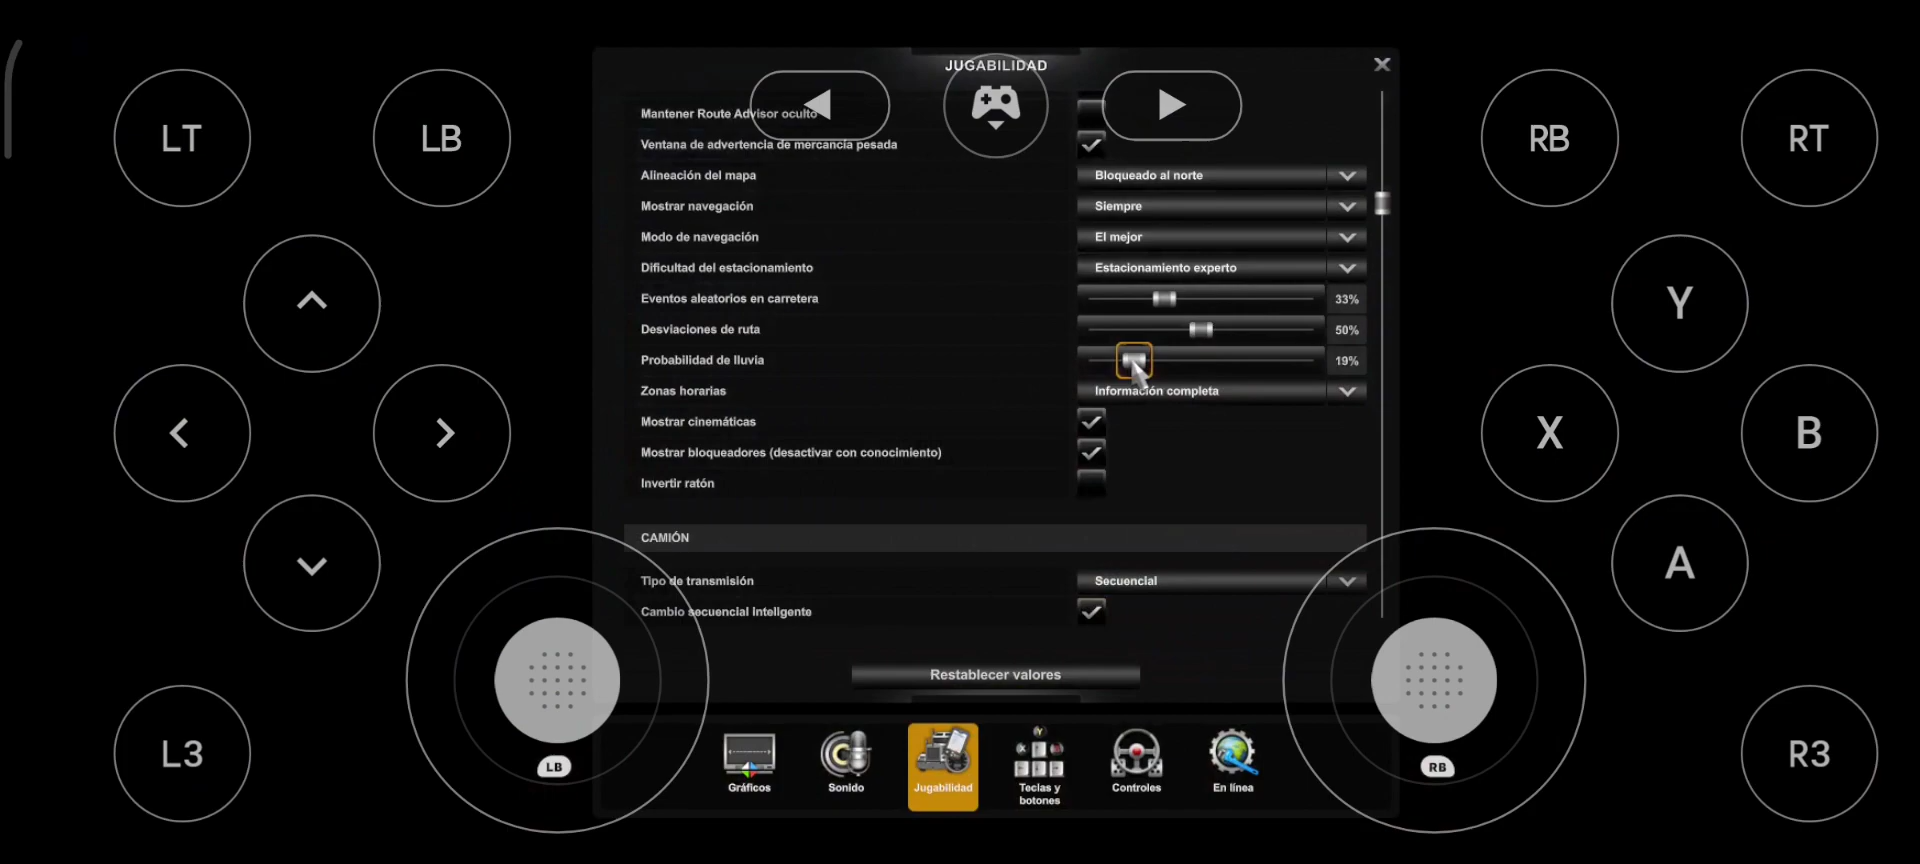 JUGABILIDAD
X
Mantener Route Advisor oculto
Ventana de advertencia de mercancía pesada
Alineación del mapa Bloqueado al norte
Mostrar navegación Siempre
Modo de navegación El mejor
Dificultad del estacionamiento Estacionamiento experto
Eventos aleatorios en carretera 33%
Desviaciones de ruta 50%
Probabilidad de lluvia 19%
Zonas horarias Información completa
Mostrar cinemáticas
Mostrar bloqueadores (desactivar con conocimiento)
Invertir ratón
CAMIÓN
Tipo de transmisión Secuencial
Cambio secuencial Inteligente
Restablecer valores
Gráficos
Sonido
Jugabilidad
Teclas y
botones
Controles
En línea
LT
LB
RB
RT
Y
X
B
A
L3
LB
RB
R3